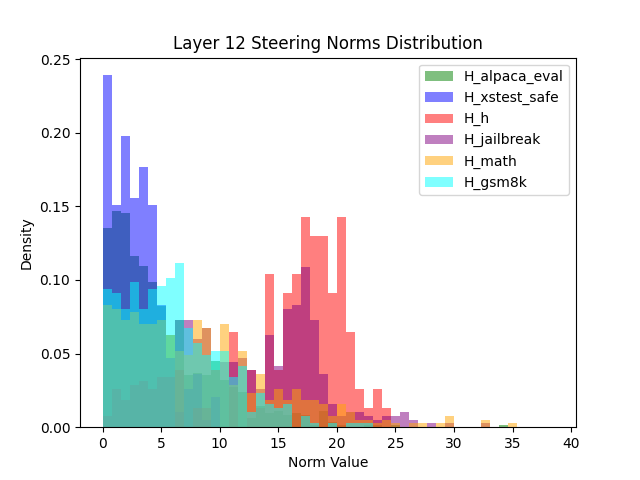 Layer 12 Steering Norms Distribution
0.25
0.20
0.15
0.10
0.05
0.00
Density
H_alpaca_eval
H_xstest_safe
H_h
H_jailbreak
H_math
H_gsm8k
0 5 10 15 20 25 30 35 40
Norm Value